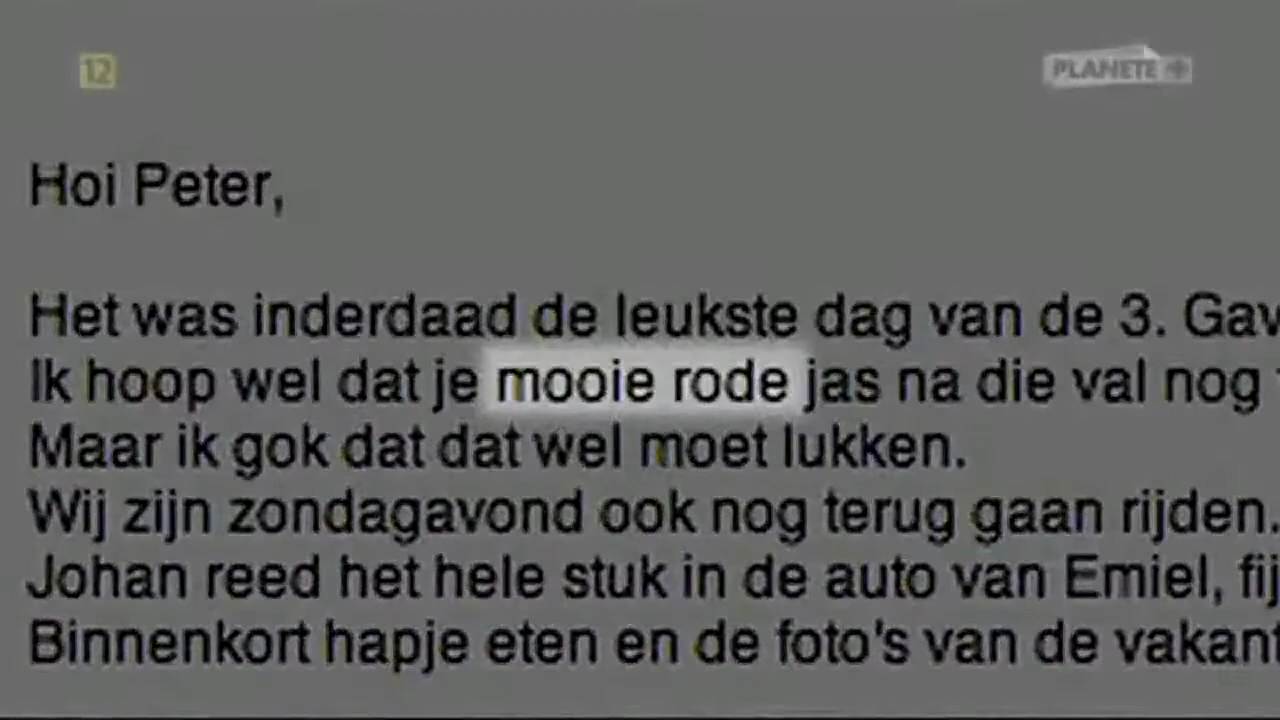 12
PLANETE +
Hoi Peter,
Het was inderdaad de leukste dag van de 3. Gav
Ik hoop wel dat je mooie rode jas na die val nog
Maar ik gok dat dat wel moet lukken.
Wij zijn zondagavond ook nog terug gaan rijden.
Johan reed het hele stuk in de auto van Emiel, fij
Binnenkort hapje eten en de foto's van de vakant